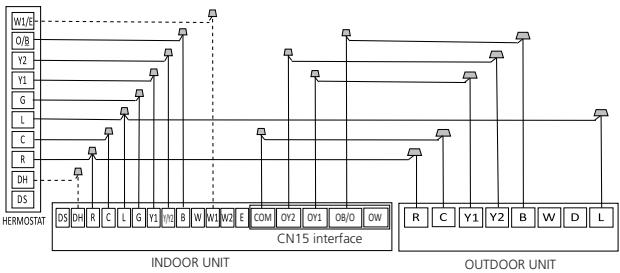 W1/E
O/B
Y2
Y1
G
L
C
R
DH
DS
HERMOSTAT
DS DH R C L G Y1 Y/Y2 B W W1 W2 E COM OY2 OY1 OB/O OW
CN15 interface
INDOOR UNIT
R C Y1 Y2 B W D L
OUTDOOR UNIT